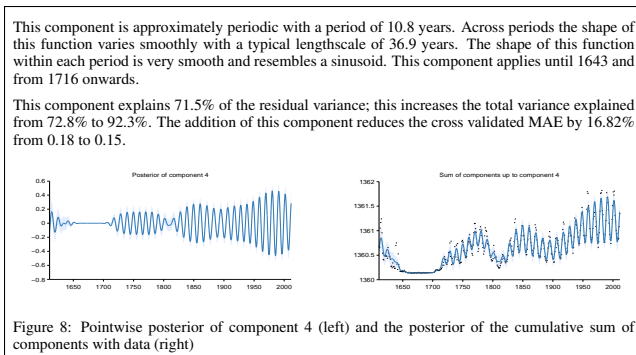 This component is approximately periodic with a period of 10.8 years. Across periods the shape of
this function varies smoothly with a typical lengthscale of 36.9 years. The shape of this function
within each period is very smooth and resembles a sinusoid. This component applies until 1643 and
from 1716 onwards.
This component explains 71.5% of the residual variance; this increases the total variance explained
from 72.8% to 92.3%. The addition of this component reduces the cross validated MAE by 16.82%
from 0.18 to 0.15.
Posterior of component 4
0.6
0.4
0.2
0
−0.2
−0.4
−0.6
−0.8
1650 1700 1750 1800 1850 1900 1950 2000
Sum of components up to component 4
1362
1361.5
1361
1360.5
1360
1650 1700 1750 1800 1850 1900 1950 2000
Figure 8: Pointwise posterior of component 4 (left) and the posterior of the cumulative sum of
components with data (right)